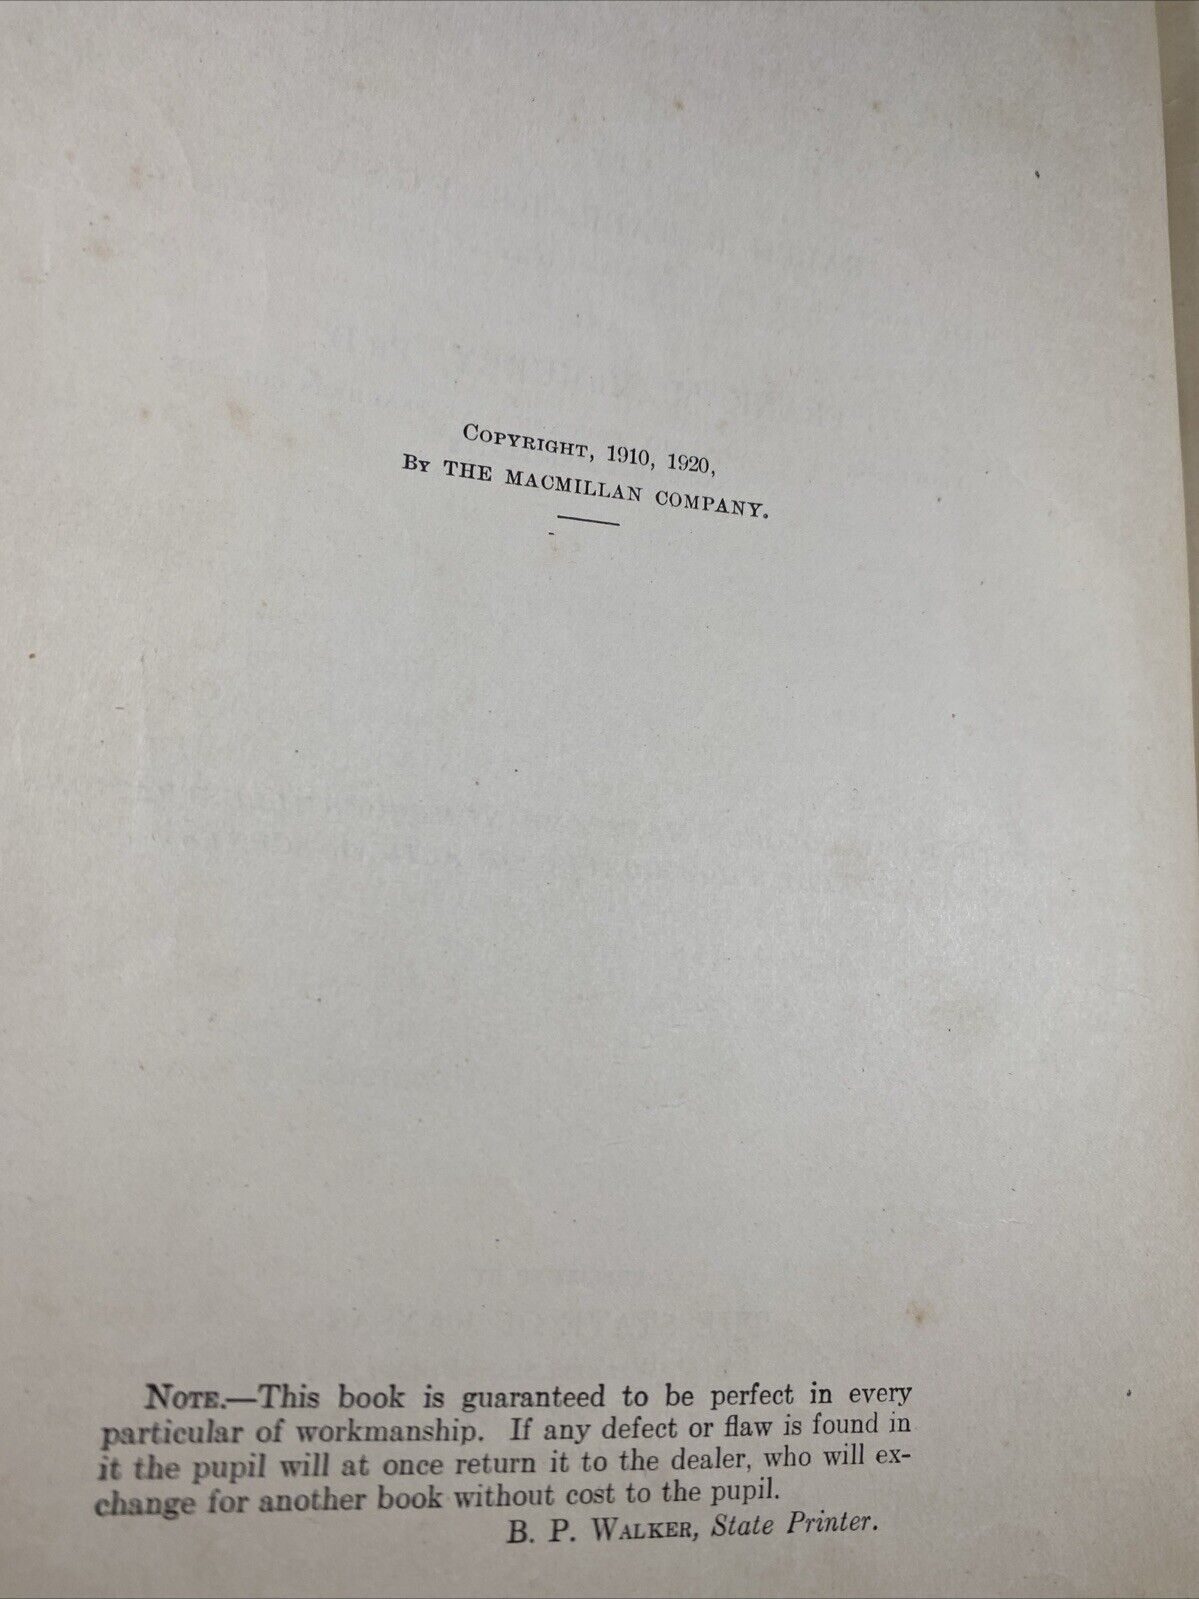 Copyright, 1910, 1920,
By THE MACMILLAN COMPANY.
Note.—This book is guaranteed to be perfect in every
particular of workmanship. If any defect or flaw is found in
it the pupil will at once return it to the dealer, who will ex-
change for another book without cost to the pupil.
B. P. Walker, State Printer.